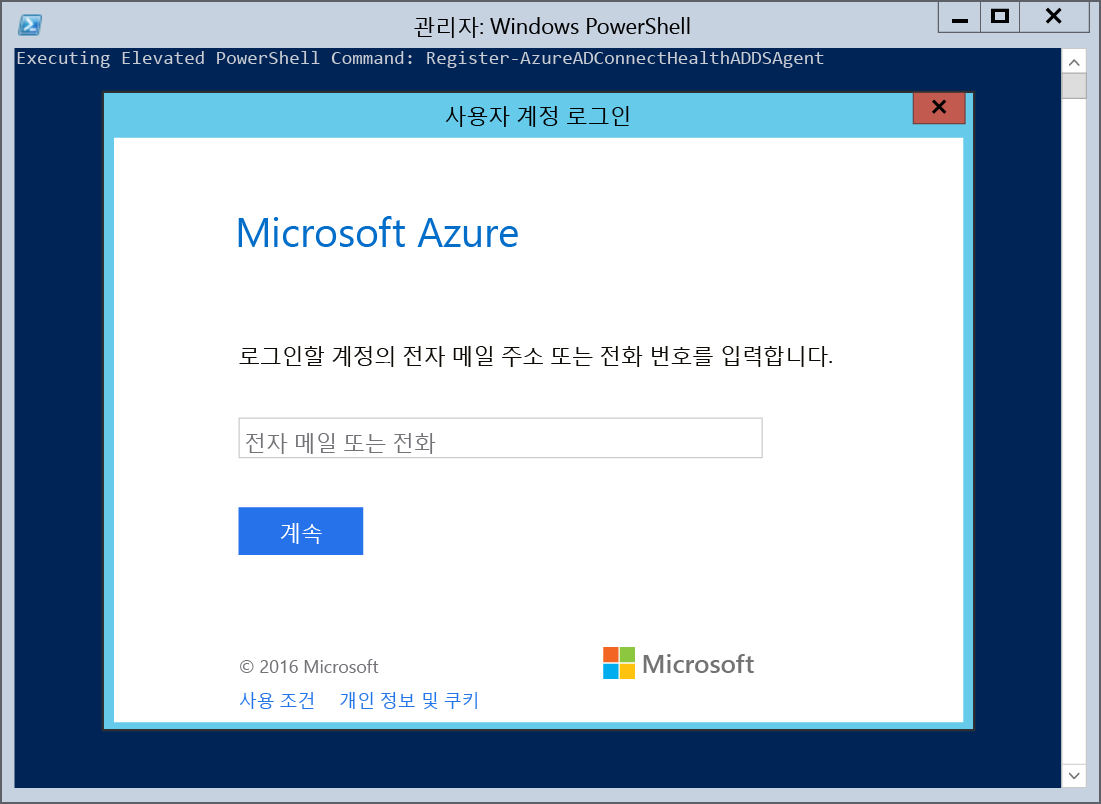 관리자: Windows PowerShell
Executing Elevated PowerShell Command: Register-AzureADConnectHealthADDSAgent
사용자 계정 로그인
Microsoft Azure
로그인할 계정의 전자 메일 주소 또는 전화 번호를 입력합니다.
전자 메일 또는 전화
계속
© 2016 Microsoft
Microsoft
사용 조건 개인 정보 및 쿠키